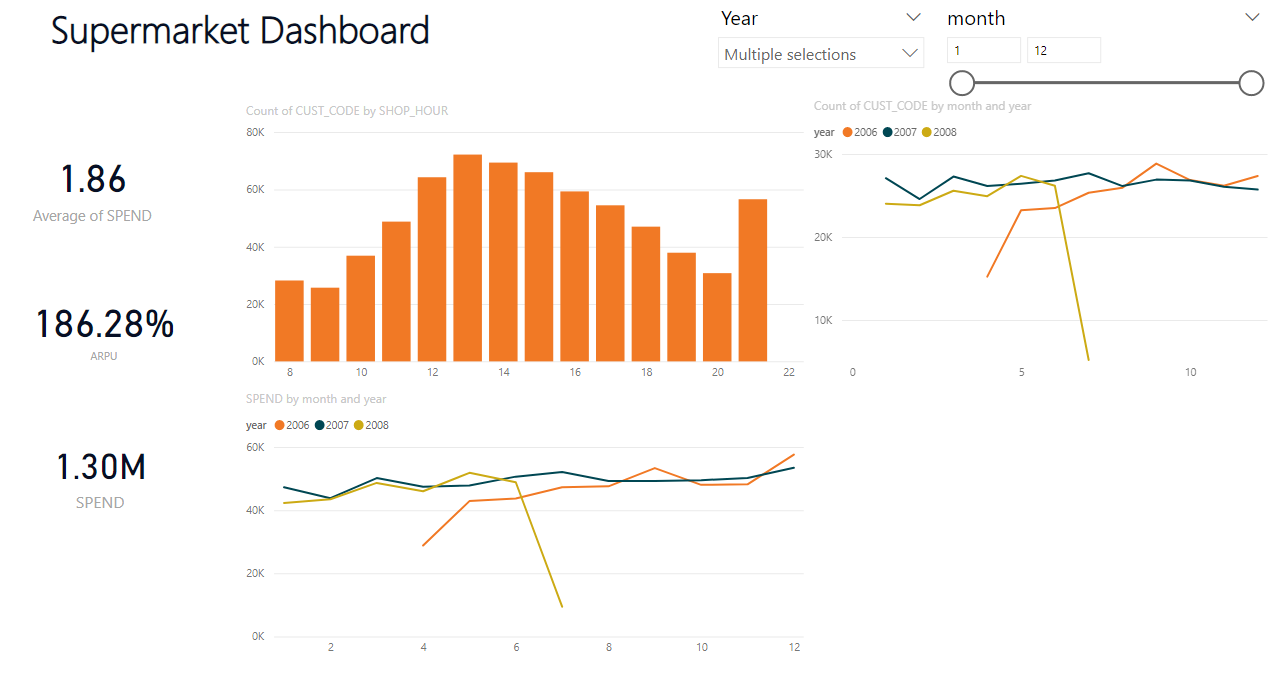 Supermarket Dashboard
Year
Multiple selections
month
1
12
1.86
Average of SPEND
186.28%
ARPU
1.30M
SPEND
Count of CUST_CODE by SHOP_HOUR
80K
60K
40K
20K
0K
8 10 12 14 16 18 20 22
Count of CUST_CODE by month and year
year 2006 2007 2008
30K
20K
10K
0 5 10
SPEND by month and year
year 2006 2007 2008
60K
40K
20K
0K
2 4 6 8 10 12